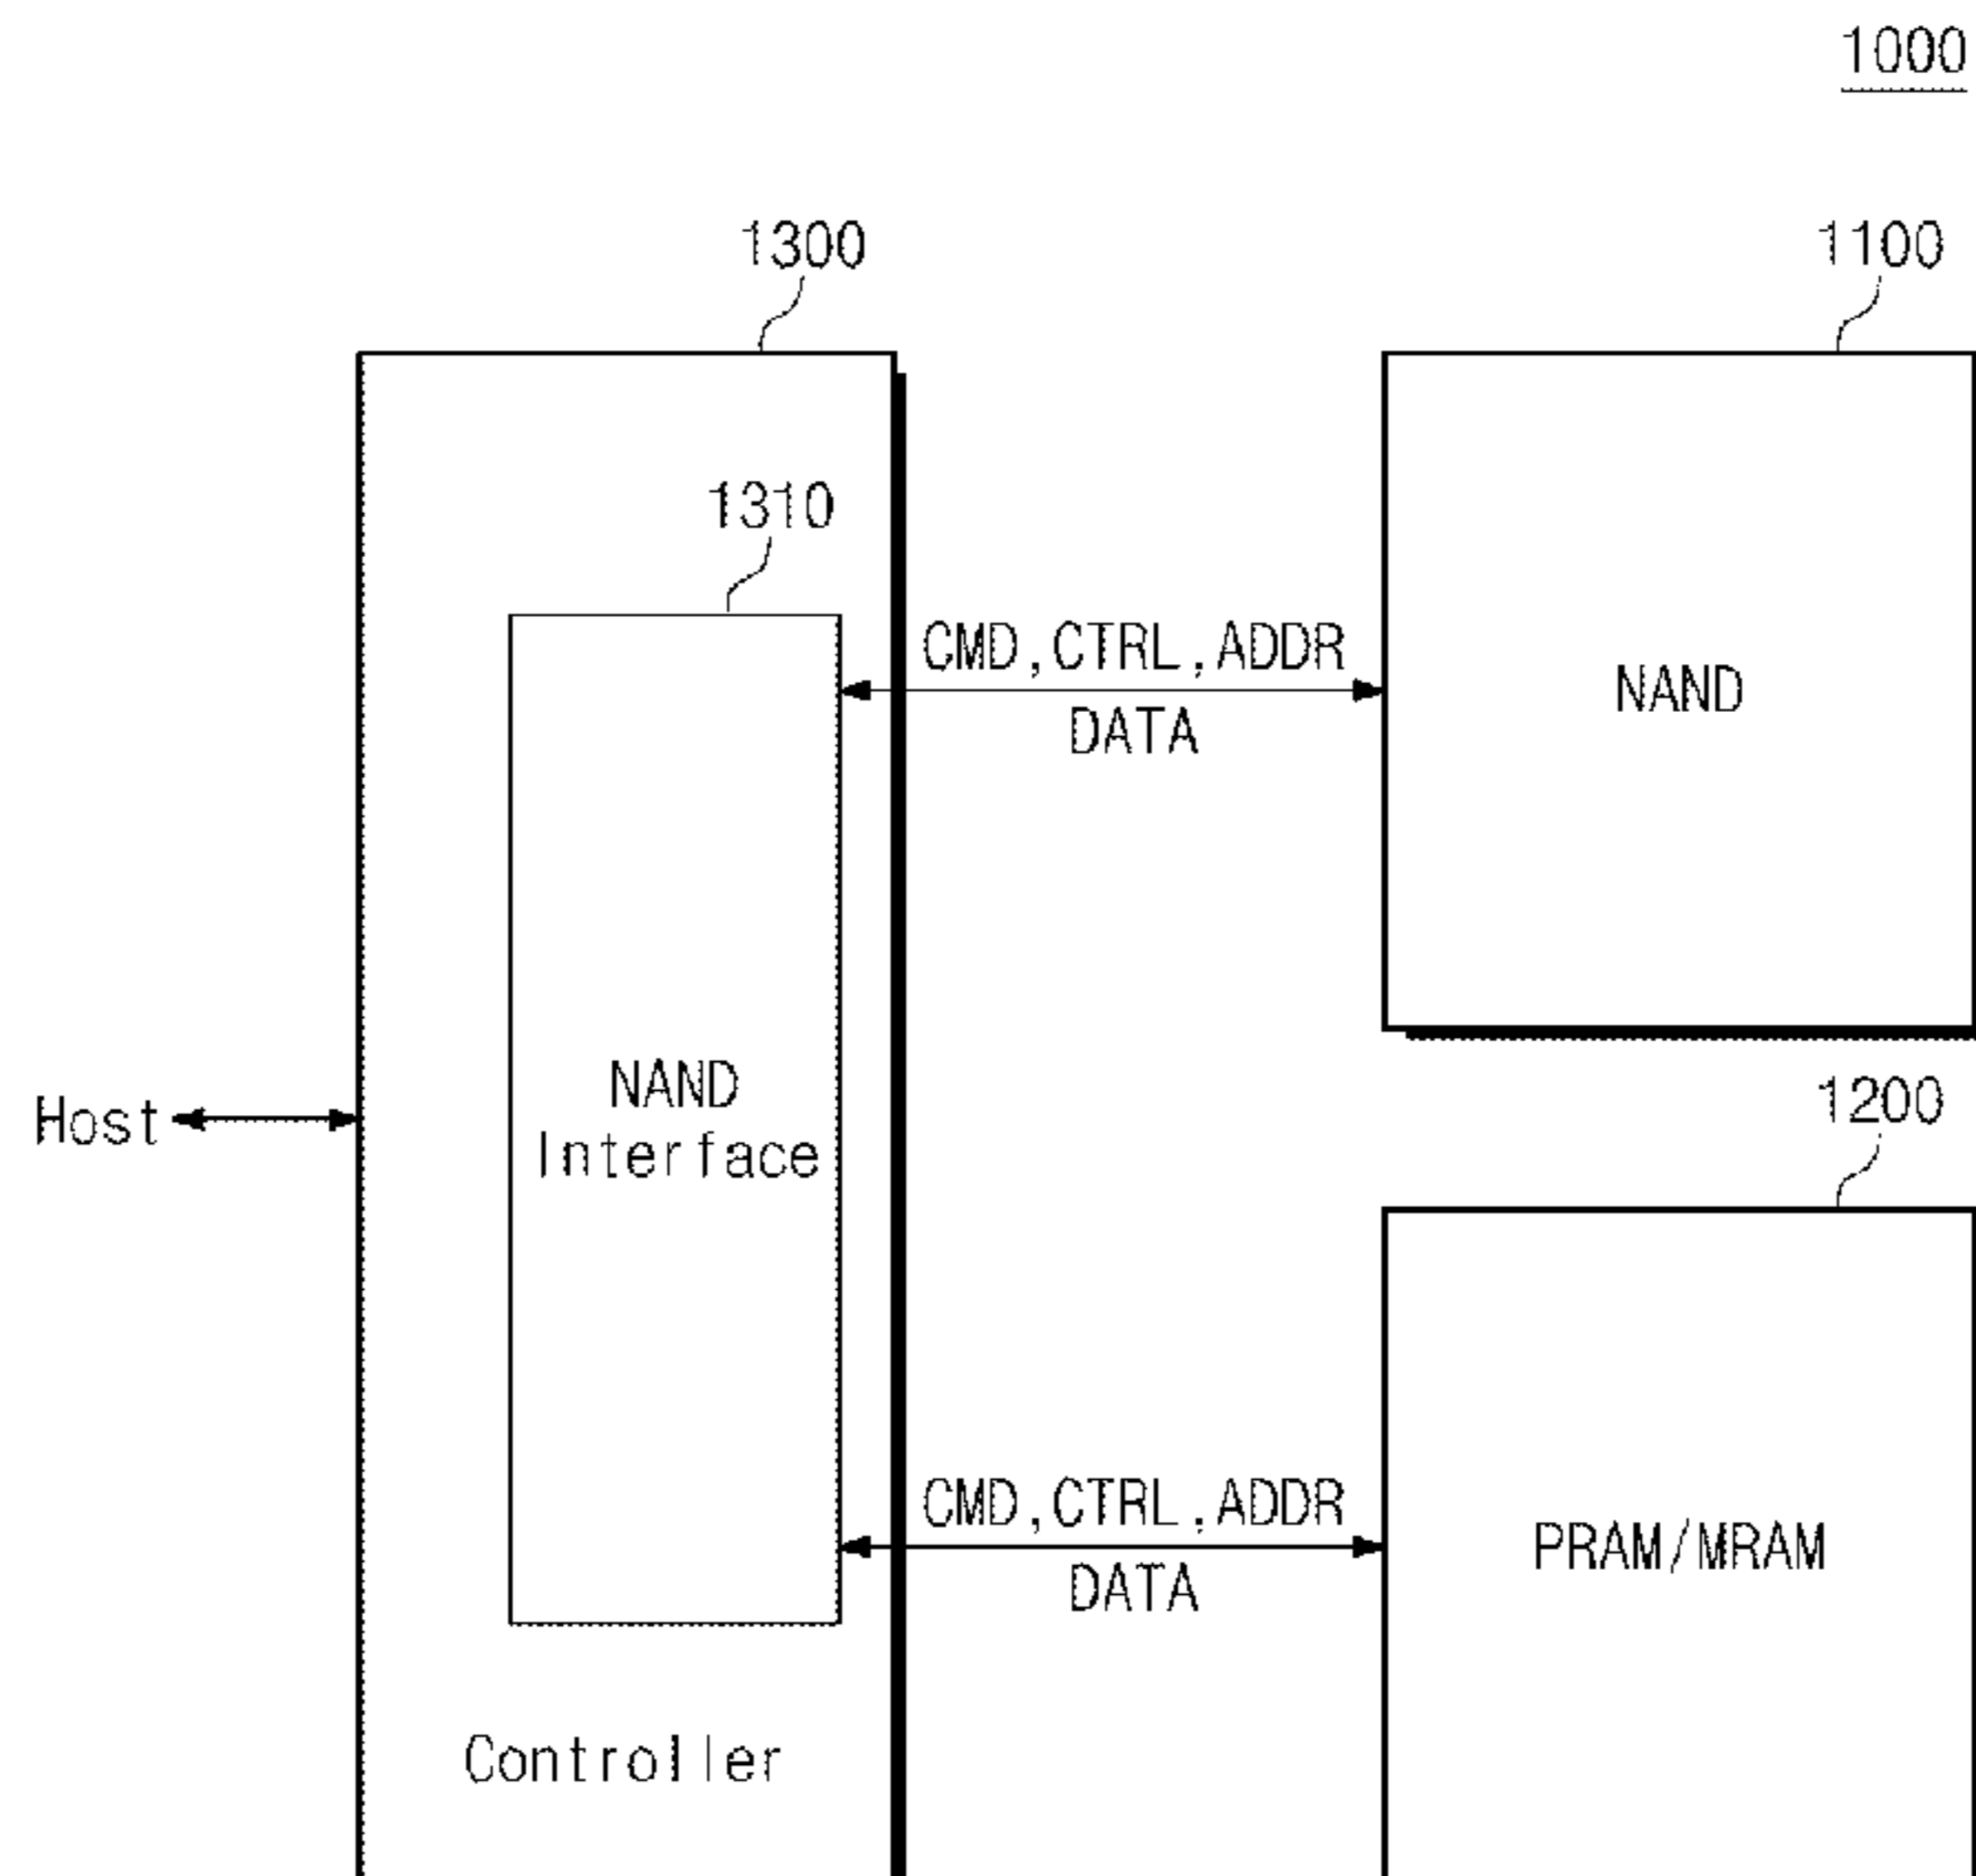 1000
1300
1100
1310
CMD,CTRL,ADDR
DATA
NAND
NAND
Interface
Host
1200
CMD,CTRL,ADDR
DATA
PRAM/MRAM
Controller